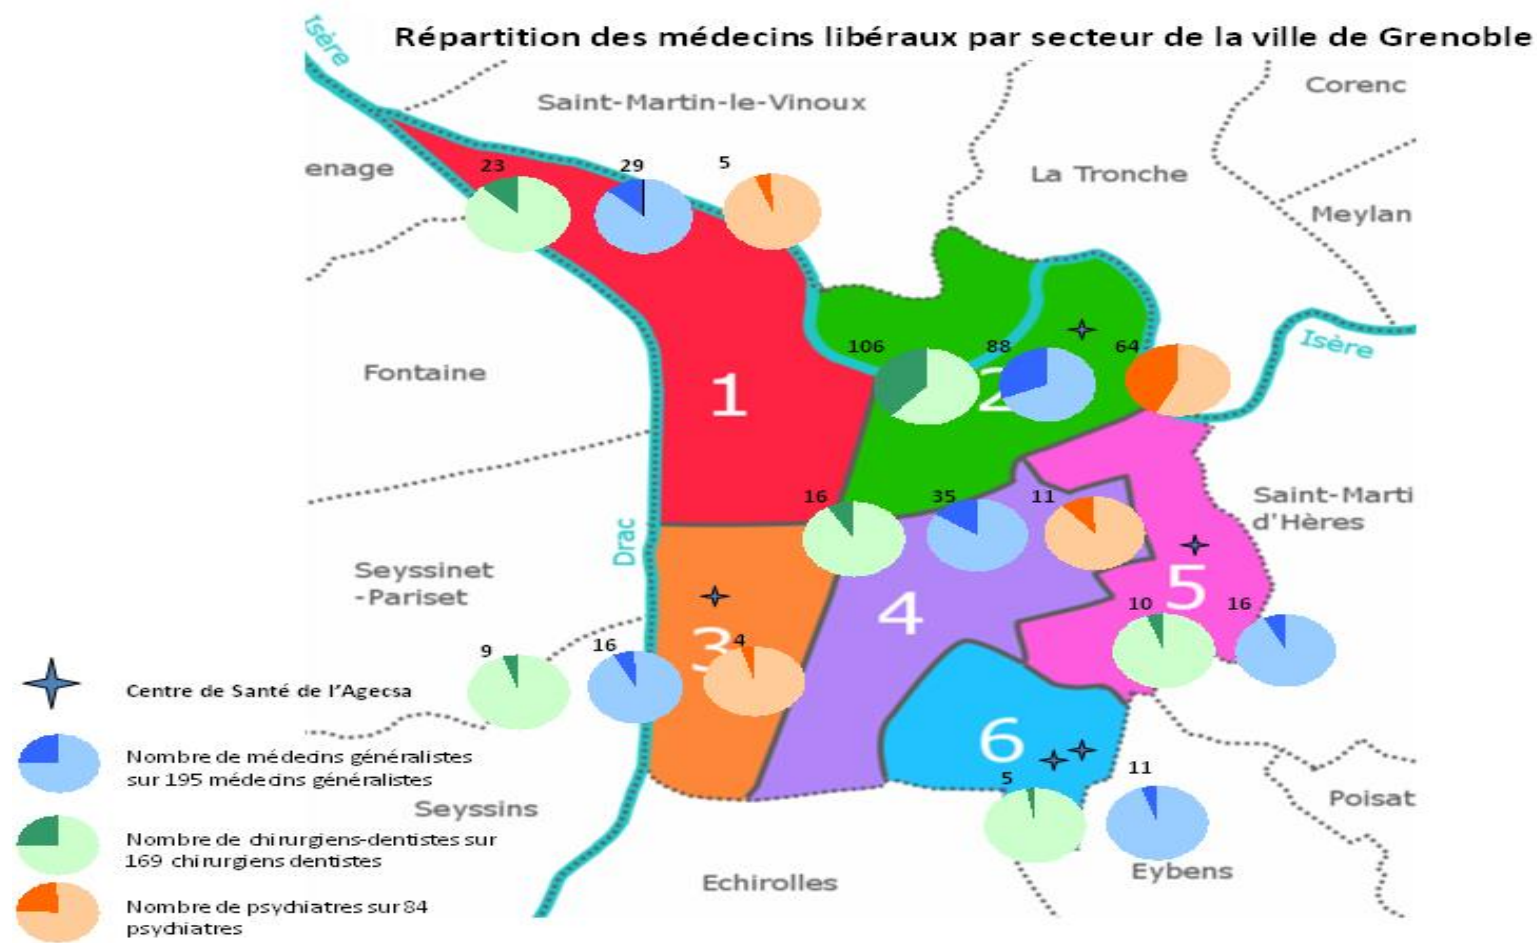 Répartition des médecins libéraux par secteur de la ville de Grenoble
Isère
Saint-Martin-le-Vinoux
Corenc
enage
23
29
5
La Tronche
Meylan
Fontaine
1
106
88
64
2
Isère
16
35
11
Saint-Marti
d'Hères
Drac
Seyssinet
-Pariset
4
5
10
16
9
16
3
4
Centre de Santé de l'Agecsa
6
Nombre de médecins généralistes
sur 195 médecins généralistes
5
11
Seyssins
Poisat
Nombre de chirurgiens-dentistes sur
169 chirurgiens dentistes
Echirolles
Eybens
Nombre de psychiatres sur 84
psychiatres